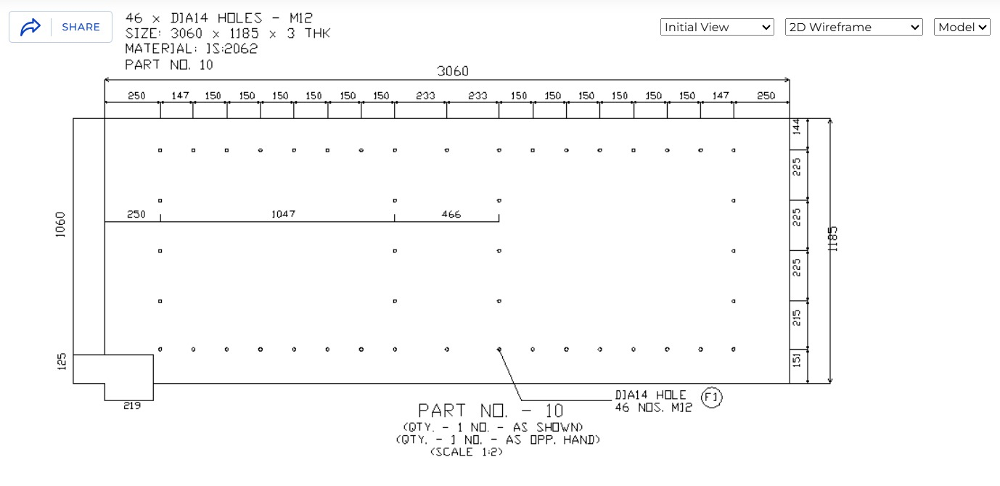 SHARE
46 x DIA14 HOLES - M12
SIZE: 3060 x 1185 x 3 THK
MATERIAL: IS:2062
PART NO. 10
Initial View
2D Wireframe
Model
3060
250 147 150 150 150 150 150 150 233 233 150 150 150 150 150 150 147 250
144
225
225
225
215
151
1185
1060
125
219
250 1047 466
DIA14 HOLE
46 NOS. M12
F1
PART NO. - 10
(QTY. - 1 NO. - AS SHOWN)
(QTY. - 1 NO. - AS OPP. HAND)
(SCALE 1:2)